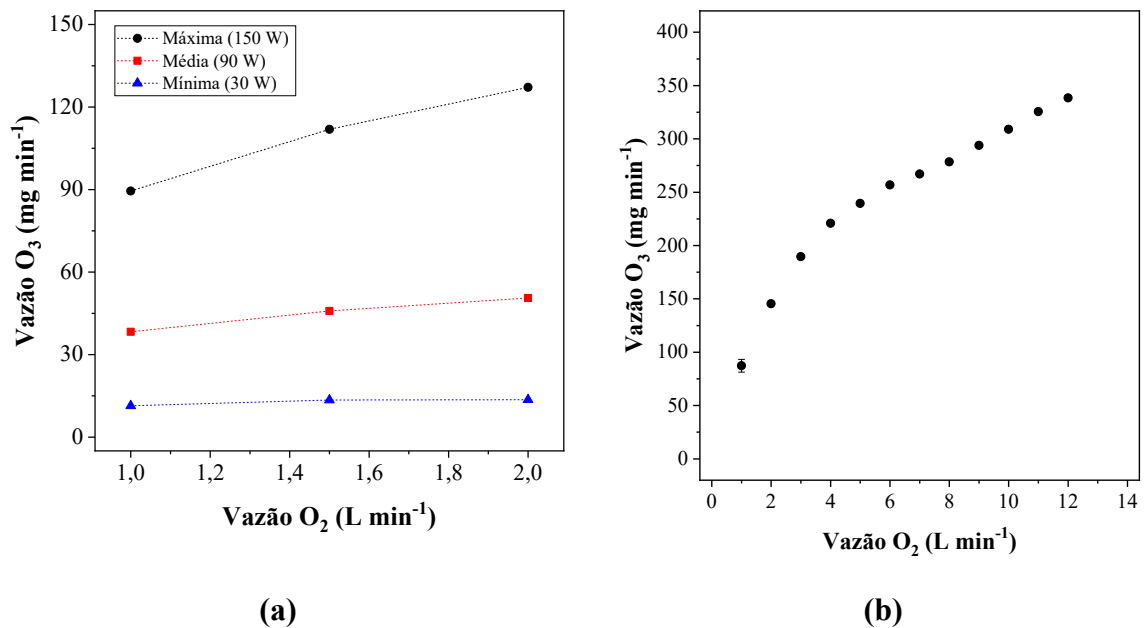 150
120
90
60
30
0
Vazão O₃ (mg min⁻¹)
Máxima (150 W)
Média (90 W)
Mínima (30 W)
1,0 1,2 1,4 1,6 1,8 2,0
Vazão O₂ (L min⁻¹)
(a)
400
350
300
250
200
150
100
50
0
Vazão O₃ (mg min⁻¹)
0 2 4 6 8 10 12 14
Vazão O₂ (L min⁻¹)
(b)